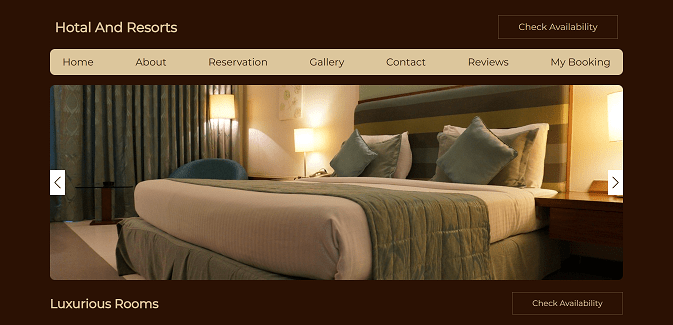 Hotal And Resorts
Check Availability
Home About Reservation Gallery Contact Reviews My Booking
Luxurious Rooms
Check Availability